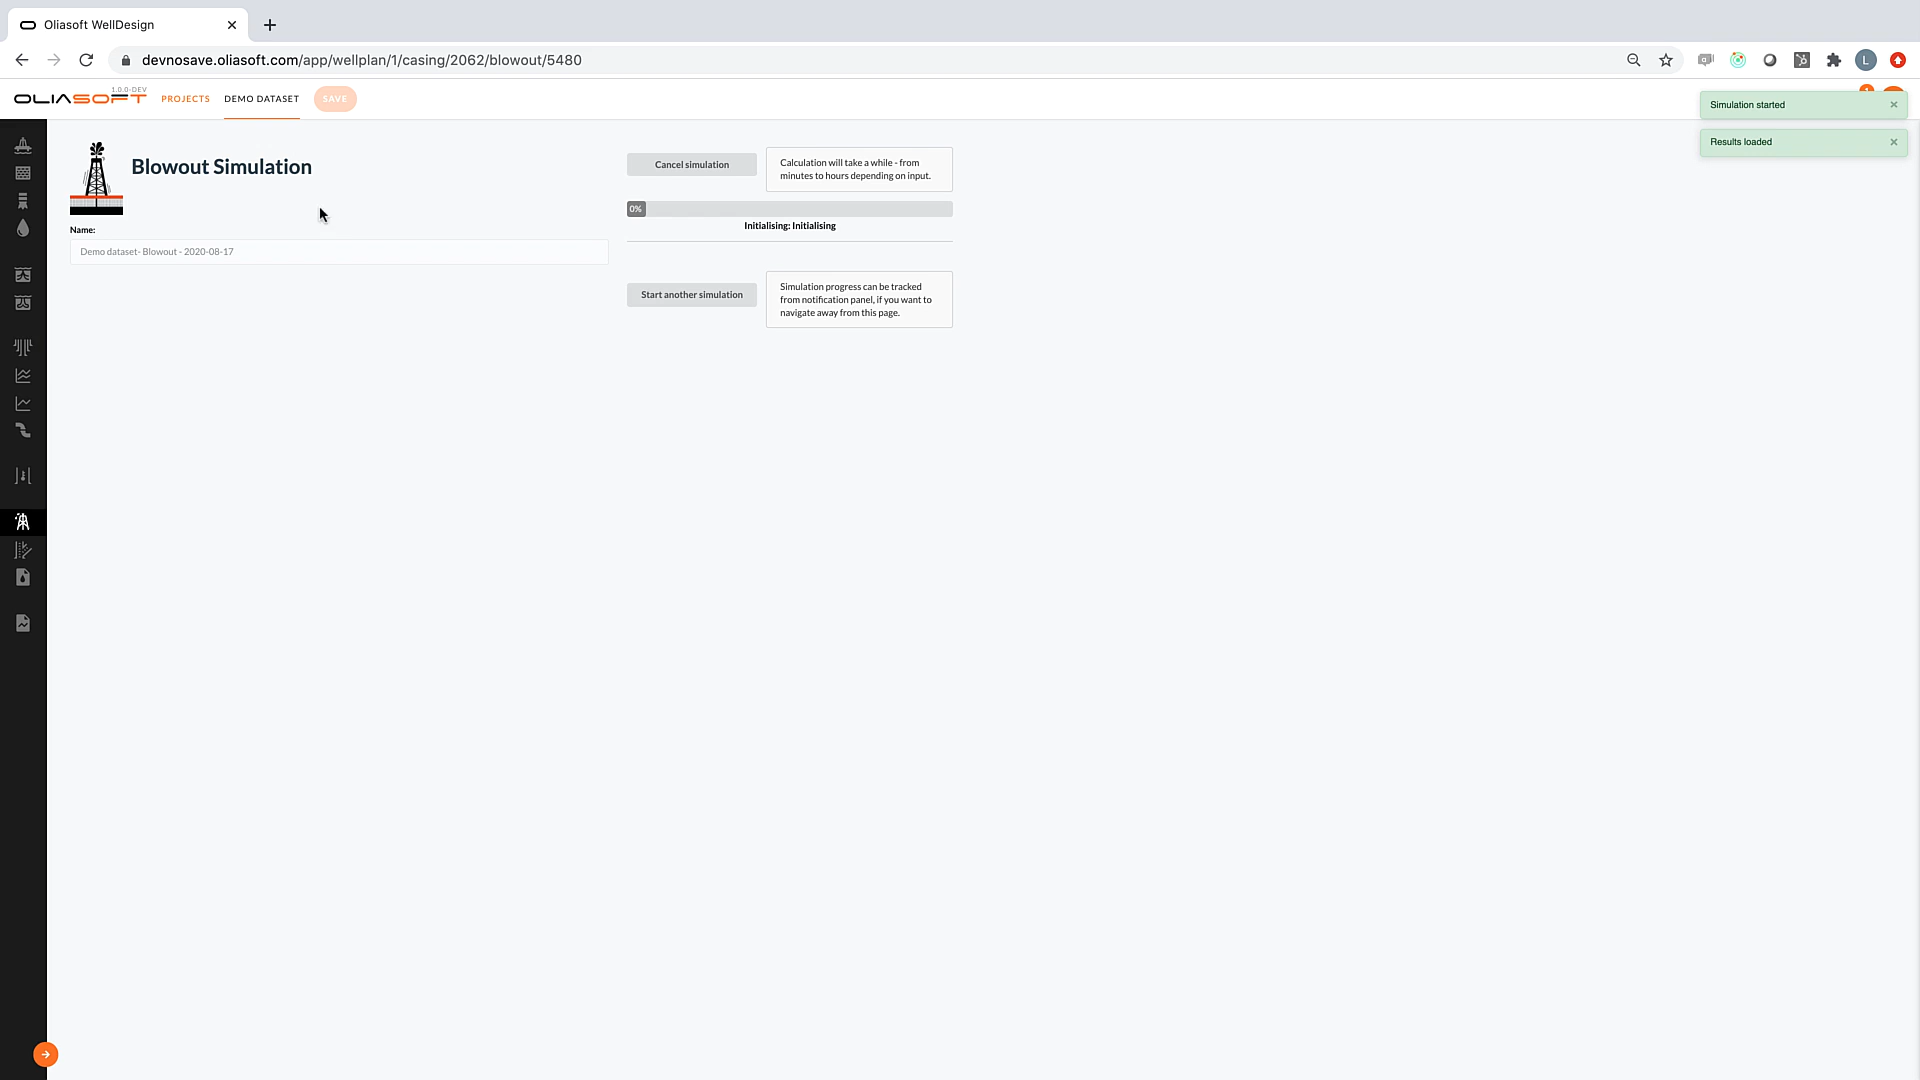 Oliasoft WellDesign
devnosave.oliasoft.com/app/wellplan/1/casing/2062/blowout/5480
L
1.0.0-DEV
OLIASOFT
PROJECTS
DEMO DATASET
SAVE
Simulation started
Results loaded
Blowout Simulation
Name:
Demo dataset- Blowout - 2020-08-17
Cancel simulation
Calculation will take a while - from
minutes to hours depending on input.
0%
Initialising: Initialising
Start another simulation
Simulation progress can be tracked
from notification panel, if you want to
navigate away from this page.